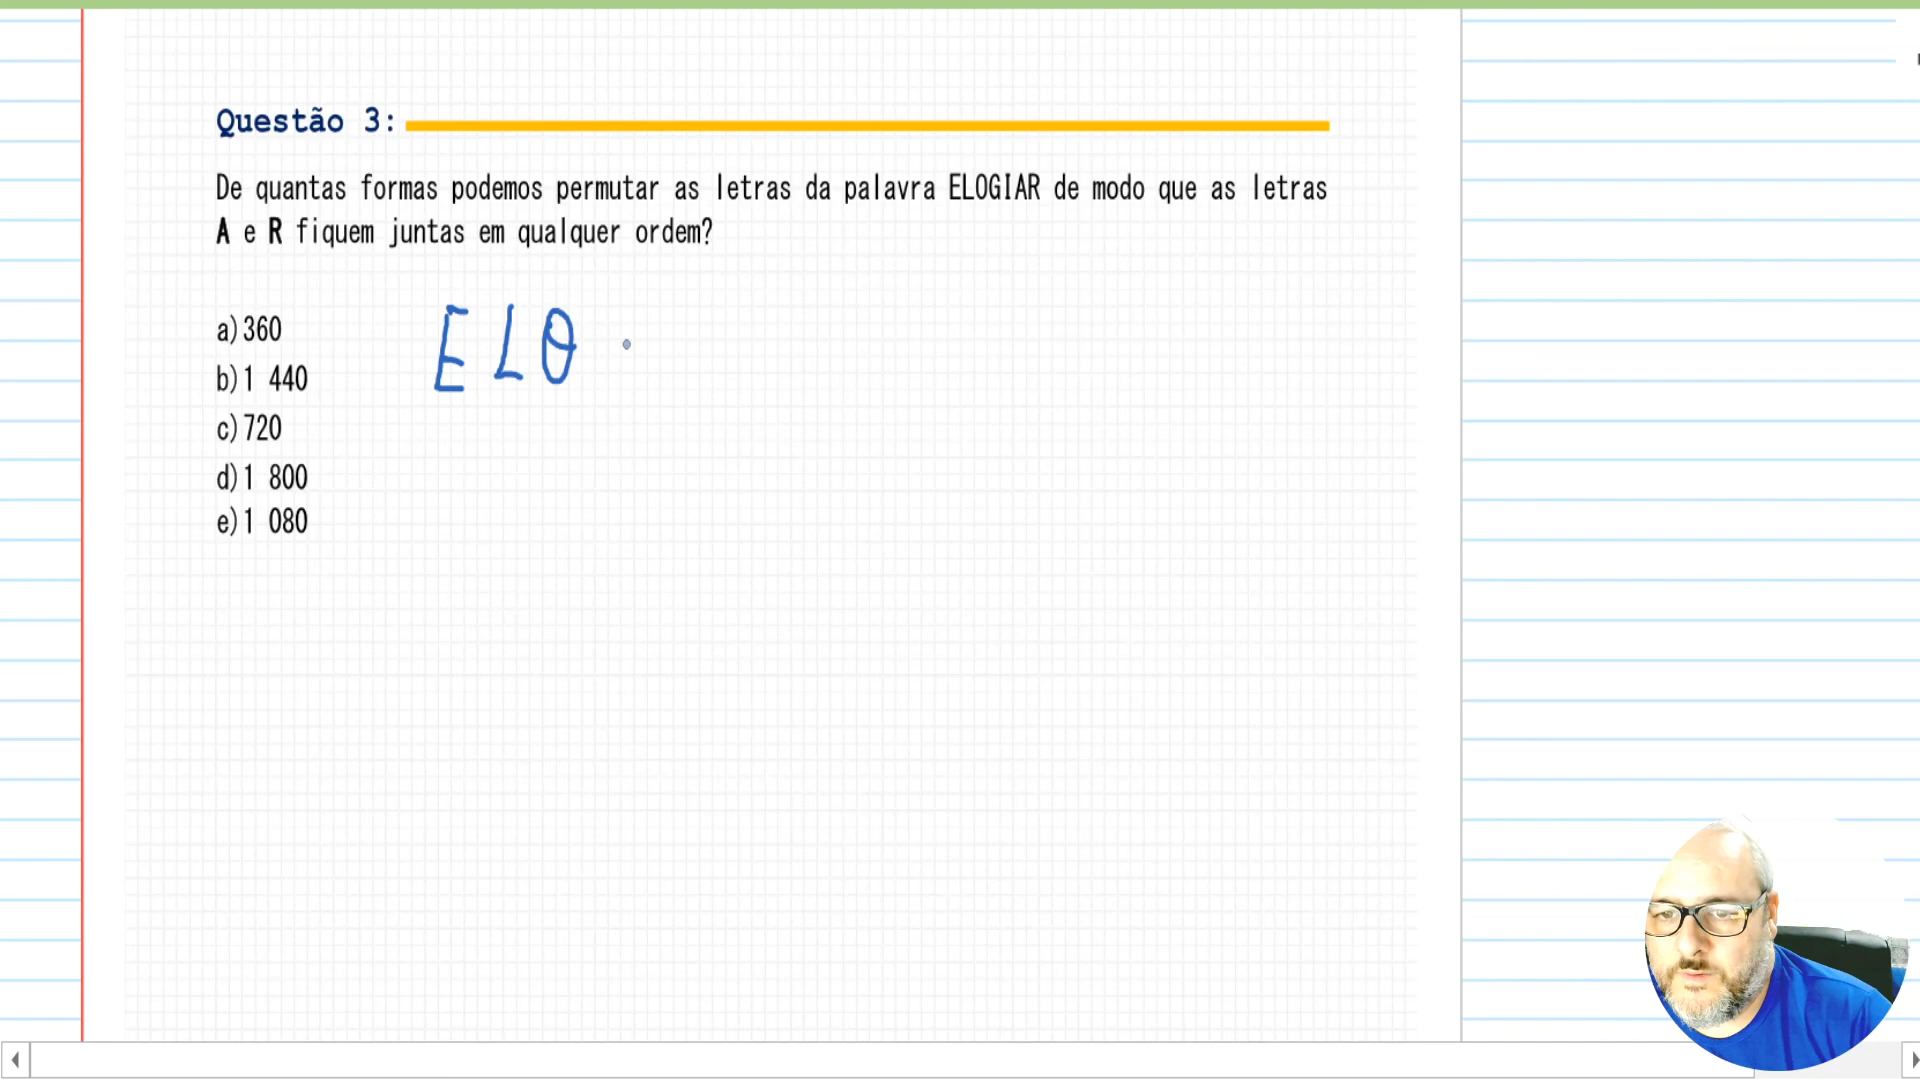 Questão 3:
De quantas formas podemos permutar as letras da palavra ELOGIAR de modo que as letras
A e R fiquem juntas em qualquer ordem?
a) 360
b) 1 440
c) 720
d) 1 800
e) 1 080
E L O